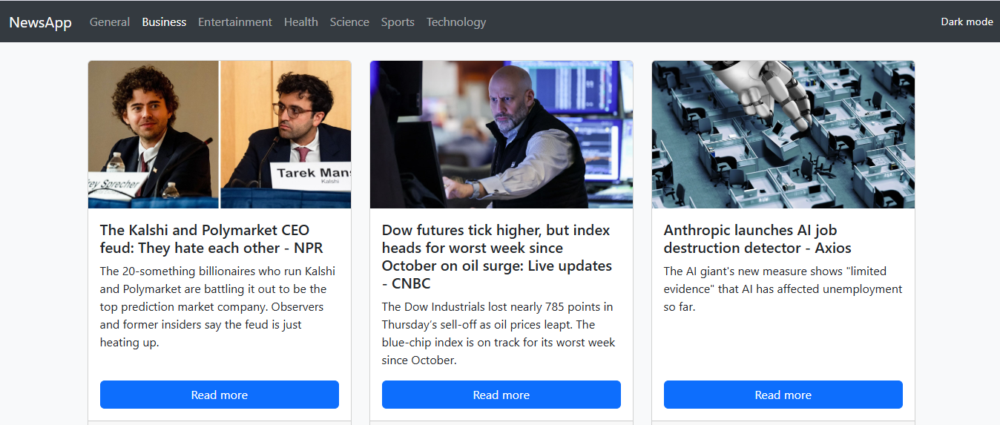 NewsApp General Business Entertainment Health Science Sports Technology Dark mode
Sprecher
Tarek Mans
Kalshi
The Kalshi and Polymarket CEO
feud: They hate each other - NPR
The 20-something billionaires who run Kalshi
and Polymarket are battling it out to be the
top prediction market company. Observers
and former insiders say the feud is just
heating up.
Read more
Dow futures tick higher, but index
heads for worst week since
October on oil surge: Live updates
- CNBC
The Dow Industrials lost nearly 785 points in
Thursday’s sell-off as oil prices leapt. The
blue-chip index is on track for its worst week
since October.
Read more
Anthropic launches AI job
destruction detector - Axios
The AI giant's new measure shows "limited
evidence" that AI has affected unemployment
so far.
Read more